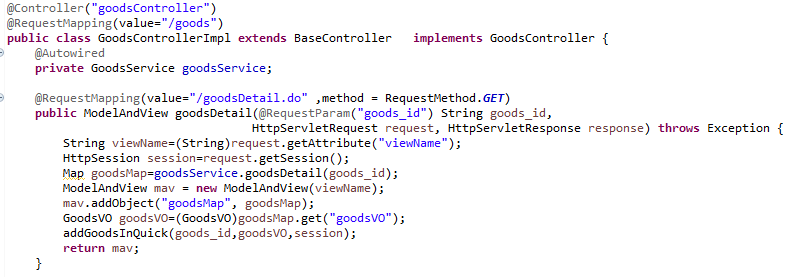 @Controller("goodsController")
@RequestMapping(value="/goods")
public class GoodsControllerImpl extends BaseController   implements GoodsController {
    @Autowired
    private GoodsService goodsService;

    @RequestMapping(value="/goodsDetail.do" ,method = RequestMethod.GET)
    public ModelAndView goodsDetail(@RequestParam("goods_id") String goods_id,
                                  HttpServletRequest request, HttpServletResponse response) throws Exception {
        String viewName=(String)request.getAttribute("viewName");
        HttpSession session=request.getSession();
        Map goodsMap=goodsService.goodsDetail(goods_id);
        ModelAndView mav = new ModelAndView(viewName);
        mav.addObject("goodsMap", goodsMap);
        GoodsVO goodsVO=(GoodsVO)goodsMap.get("goodsVO");
        addGoodsInQuick(goods_id,goodsVO,session);
        return mav;
    }